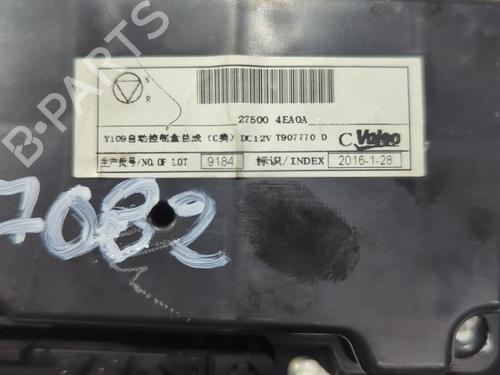 S
R
27500 4EA0A
Y109自动控制盒总成 (C类) DC12V T907770 D
C Valeo
生产批号/NO.OF LOT 9184 标识/INDEX 2016-1-28
7082
B-PARTS